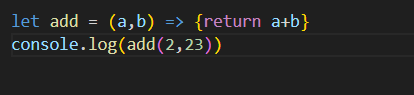 let add = (a,b) => {return a+b}
console.log(add(2,23))